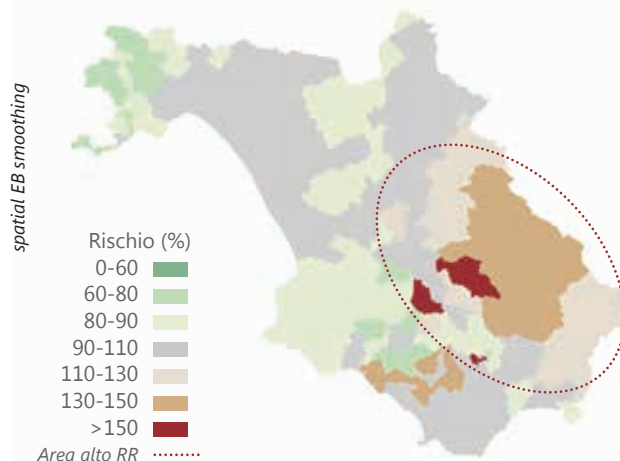 spatial EB smoothing
Rischio (%)
0-60
60-80
80-90
90-110
110-130
130-150
>150
Area alto RR